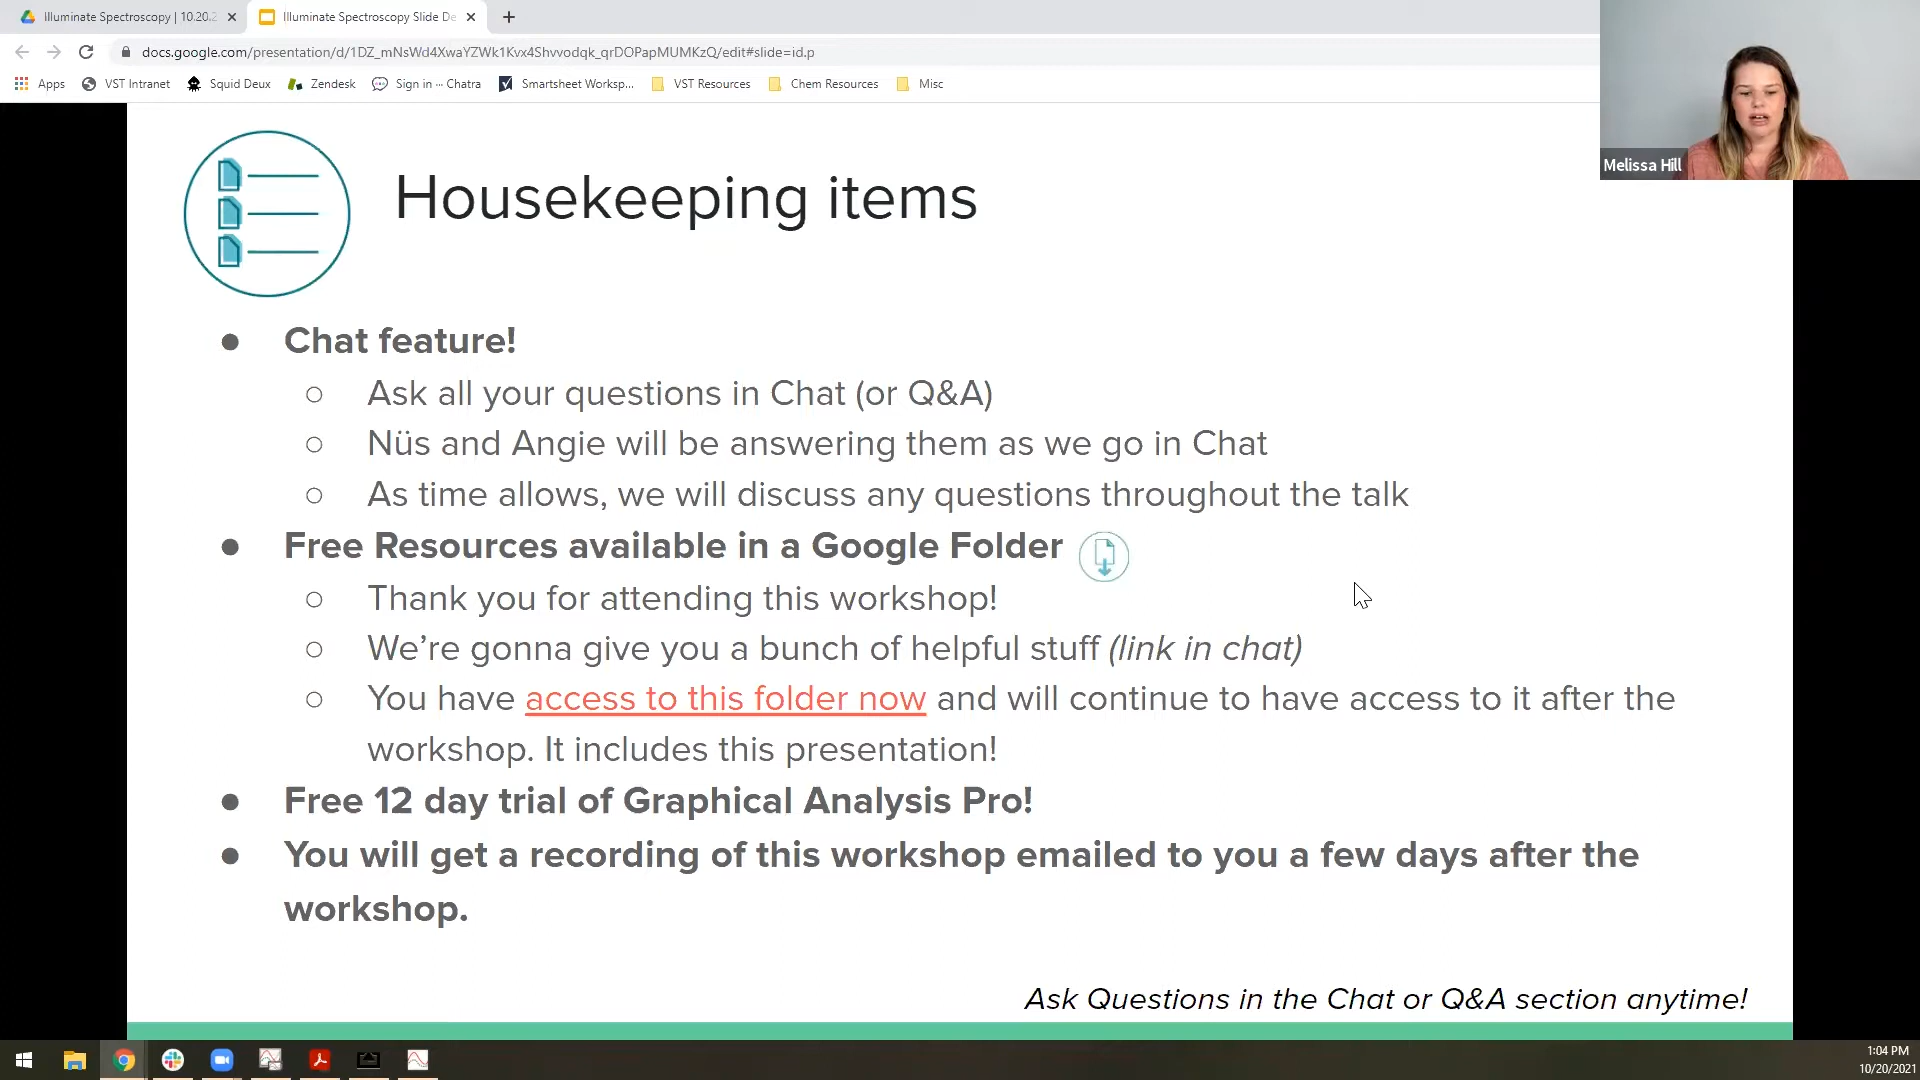 Illuminate Spectroscopy | 10.20.2
Illuminate Spectroscopy Slide De
docs.google.com/presentation/d/1DZ_mNsWd4XwaYZWk1Kvx4Shvvodqk_qrDOPapMUMKzQ/edit#slide=id.p
Apps VST Intranet Squid Deux Zendesk Sign in ·· Chatra Smartsheet Worksp... VST Resources Chem Resources Misc
Melissa Hill
Housekeeping items
● Chat feature!
○ Ask all your questions in Chat (or Q&A)
○ Nüs and Angie will be answering them as we go in Chat
○ As time allows, we will discuss any questions throughout the talk
● Free Resources available in a Google Folder
○ Thank you for attending this workshop!
○ We’re gonna give you a bunch of helpful stuff (link in chat)
○ You have access to this folder now and will continue to have access to it after the
workshop. It includes this presentation!
● Free 12 day trial of Graphical Analysis Pro!
● You will get a recording of this workshop emailed to you a few days after the
workshop.
Ask Questions in the Chat or Q&A section anytime!
1:04 PM
10/20/2021